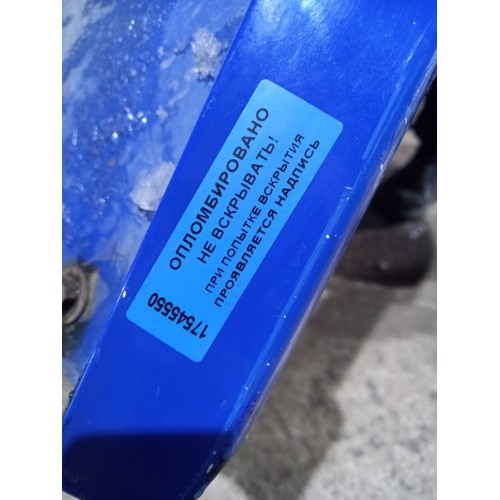 ОПЛОМБИРОВАНО
НЕ ВСКРЫВАТЬ!
ПРИ ПОПЫТКЕ ВСКРЫТИЯ
ПРОЯВЛЯЕТСЯ НАДПИСЬ
17545550